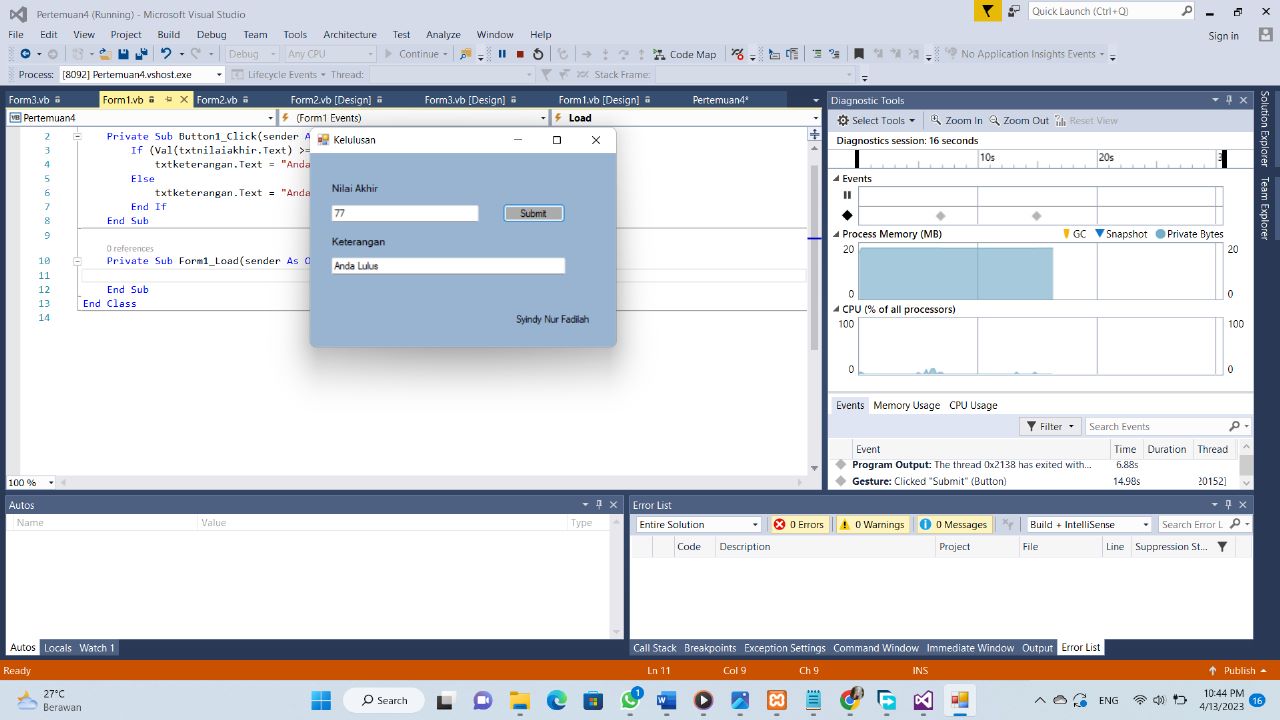 Pertemuan4 (Running) - Microsoft Visual Studio
Quick Launch (Ctrl+Q)
File Edit View Project Build Debug Team Tools Architecture Test Analyze Window Help
Sign in
Debug Any CPU Continue Code Map No Application Insights Events
Process: [8092] Pertemuan4.vshost.exe Lifecycle Events Thread: Stack Frame:
Form3.vb Form1.vb Form2.vb Form2.vb [Design] Form3.vb [Design] Form1.vb [Design] Pertemuan4*
Pertemuan4 (Form1 Events) Load
2 Private Sub Button1_Click(sender As
3 If (Val(txtnilaiakhir.Text) >=
4 txtketerangan.Text = "Anda
5 Else
6 txtketerangan.Text = "Anda
7 End If
8 End Sub
9
0 references
10 Private Sub Form1_Load(sender As O
11
12 End Sub
13 End Class
14
Kelulusan
Nilai Akhir
77 Submit
Keterangan
Anda Lulus
Syindy Nur Fadilah
100 %
Diagnostic Tools
Select Tools Zoom In Zoom Out Reset View
Diagnostics session: 16 seconds
10s 20s
Events
Process Memory (MB) GC Snapshot Private Bytes
20 20
0 0
CPU (% of all processors)
100 100
0 0
Events Memory Usage CPU Usage
Filter Search Events
Event Time Duration Thread
Program Output: The thread 0x2138 has exited with... 6.88s
Gesture: Clicked "Submit" (Button) 14.98s 20152]
Solution Explorer
Team Explorer
Autos
Name Value Type
Autos Locals Watch 1
Error List
Entire Solution 0 Errors 0 Warnings 0 Messages Build + IntelliSense Search Error L
Code Description Project File Line Suppression St...
Call Stack Breakpoints Exception Settings Command Window Immediate Window Output Error List
Ready Ln 11 Col 9 Ch 9 INS Publish
27°C
Berawan
Search
1
ENG
10:44 PM
4/13/2023
16